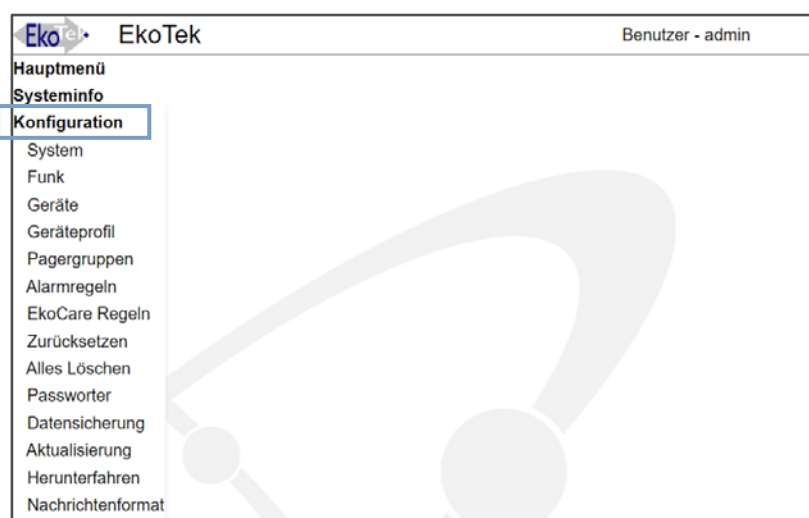 EkoTek EkoTek Benutzer - admin
Hauptmenü
Systeminfo
Konfiguration
System
Funk
Geräte
Geräteprofil
Pagergruppen
Alarmregeln
EkoCare Regeln
Zurücksetzen
Alles Löschen
Passworter
Datensicherung
Aktualisierung
Herunterfahren
Nachrichtenformat